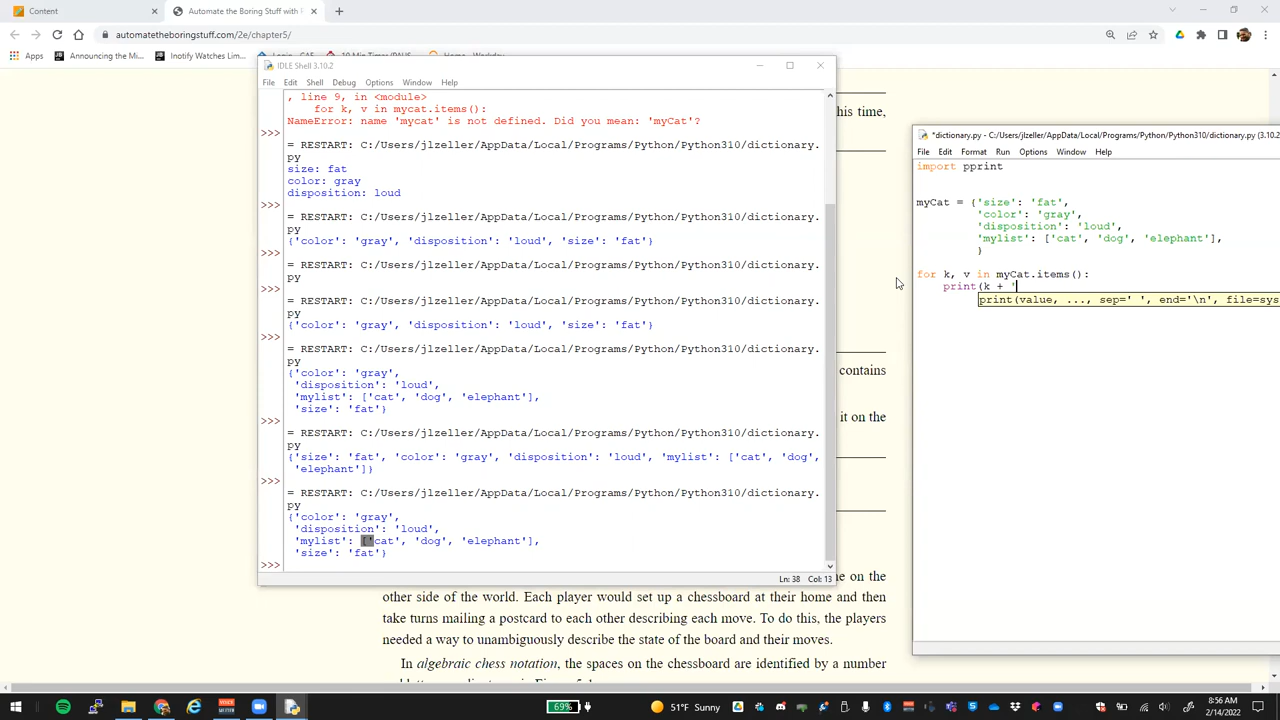 Content
Automate the Boring Stuff with
automatetheboringstuff.com/2e/chapter5/
Apps
Announcing the Mi...
Inotify Watches Lim...
IDLE Shell 3.10.2
File Edit Shell Debug Options Window Help
, line 9, in <module>
for k, v in mycat.items():
NameError: name 'mycat' is not defined. Did you mean: 'myCat'?
>>>
= RESTART: C:/Users/jlzeller/AppData/Local/Programs/Python/Python310/dictionary.
py
size: fat
color: gray
disposition: loud
>>>
= RESTART: C:/Users/jlzeller/AppData/Local/Programs/Python/Python310/dictionary.
py
{'color': 'gray', 'disposition': 'loud', 'size': 'fat'}
>>>
= RESTART: C:/Users/jlzeller/AppData/Local/Programs/Python/Python310/dictionary.
py
>>>
= RESTART: C:/Users/jlzeller/AppData/Local/Programs/Python/Python310/dictionary.
py
{'color': 'gray', 'disposition': 'loud', 'size': 'fat'}
>>>
= RESTART: C:/Users/jlzeller/AppData/Local/Programs/Python/Python310/dictionary.
py
{'color': 'gray',
'disposition': 'loud',
'mylist': ['cat', 'dog', 'elephant'],
'size': 'fat'}
>>>
= RESTART: C:/Users/jlzeller/AppData/Local/Programs/Python/Python310/dictionary.
py
{'size': 'fat', 'color': 'gray', 'disposition': 'loud', 'mylist': ['cat', 'dog',
'elephant']}
>>>
= RESTART: C:/Users/jlzeller/AppData/Local/Programs/Python/Python310/dictionary.
py
{'color': 'gray',
'disposition': 'loud',
'mylist': ['cat', 'dog', 'elephant'],
'size': 'fat'}
>>>
Ln: 38 Col: 13
his time,
contains
it on the
*dictionary.py - C:/Users/jlzeller/AppData/Local/Programs/Python/Python310/dictionary.py (3.10.2
File Edit Format Run Options Window Help
import pprint
myCat = {'size': 'fat',
'color': 'gray',
'disposition': 'loud',
'mylist': ['cat', 'dog', 'elephant'],
}
for k, v in myCat.items():
print(k + '
print(value, ..., sep=' ', end='\n', file=sys
ne on the
other side of the world. Each player would set up a chessboard at their home and then
take turns mailing a postcard to each other describing each move. To do this, the players
needed a way to unambiguously describe the state of the board and their moves.
In algebraic chess notation, the spaces on the chessboard are identified by a number
69%
51°F Sunny
8:56 AM
2/14/2022